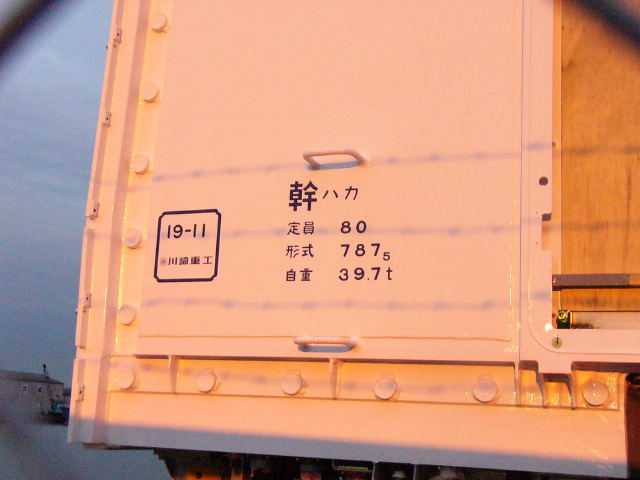 幹ハカ
定員 80
形式 787₅
自重 39.7t
19-11
川崎重工